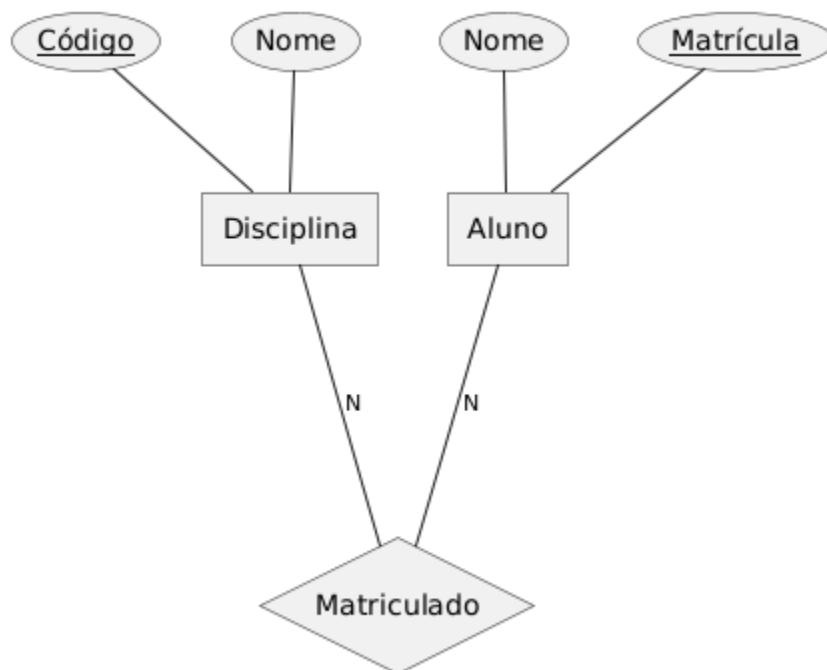 Código
Nome
Nome
Matrícula
Disciplina
Aluno
N
N
Matriculado